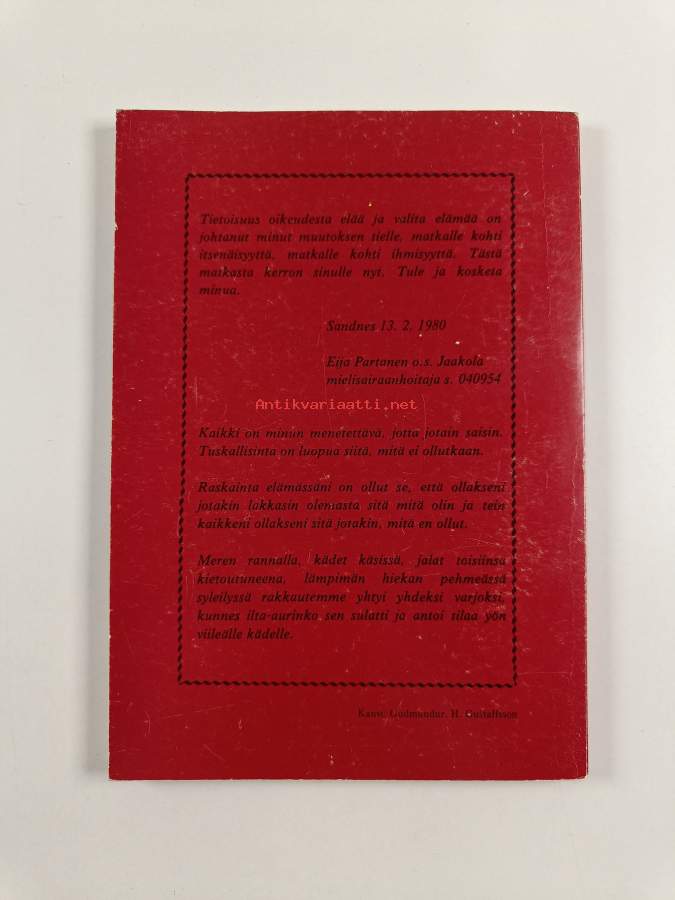 Tietoisuus oikeudesta elää ja valita elämää on
johtanut minut muutoksen tielle, matkalle kohti
itsenäisyyttä, matkalle kohti ihmisyyttä. Tästä
matkasta kerron sinulle nyt. Tule ja kosketa
minua.
Sandnes 13. 2. 1980
Eija Partanen o.s. Jaakola
mielisairaanhoitaja s. 040954
Antikvariaatti.net
Kaikki on minun menetettävä, jotta jotain saisin.
Tuskallisinta on luopua siitä, mitä ei ollutkaan.
Raskainta elämässäni on ollut se, että ollakseni
jotakin lakkasin olemasta sitä mitä olin ja tein
kaikkeni ollakseni sitä jotakin, mitä en ollut.
Meren rannalla, kädet käsissä, jalat toisiinsa
kietoutuneena, lämpimän hiekan pehmeässä
syleilyssä rakkautemme yhtyi yhdeksi varjoksi,
kunnes ilta-aurinko sen sulatti ja antoi tilaa yön
viileälle kädelle.
Kansi: Gudmundur. H. Gustafsson